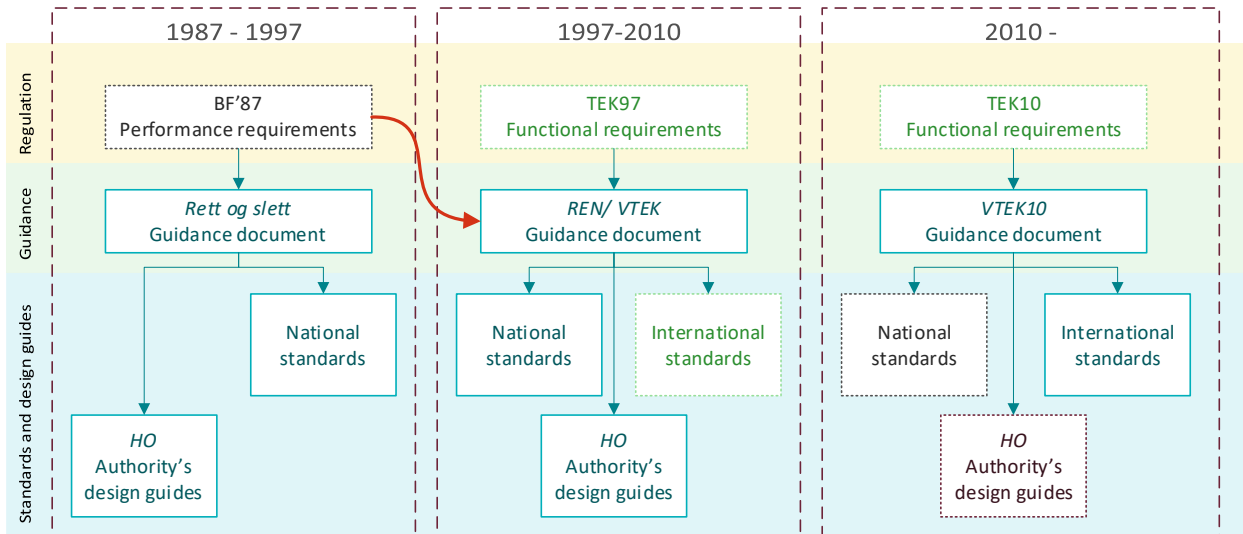 1987 - 1997
1997-2010
2010 -
Regulation
BF'87
Performance requirements
TEK97
Functional requirements
TEK10
Functional requirements
Guidance
Rett og slett
Guidance document
REN/ VTEK
Guidance document
VTEK10
Guidance document
Standards and design guides
National
standards
National
standards
International
standards
National
standards
International
standards
HO
Authority's
design guides
HO
Authority's
design guides
HO
Authority's
design guides